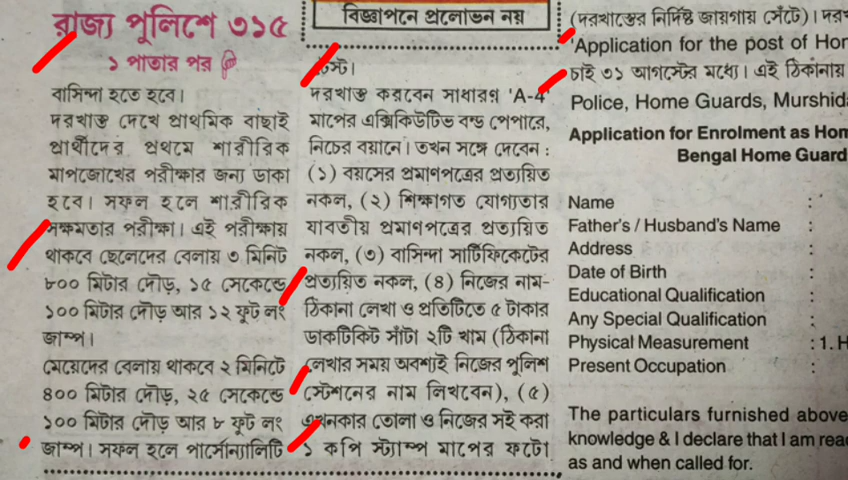 রাজ্য পুলিশে ৩১৫
১ পাতার পর
বাসিন্দা হতে হবে।
দরখাস্ত দেখে প্রাথমিক বাছাই
প্রার্থীদের প্রথমে শারীরিক
মাপজোখের পরীক্ষার জন্য ডাকা
হবে। সফল হলে শারীরিক
সক্ষমতার পরীক্ষা। এই পরীক্ষায়
থাকবে ছেলেদের বেলায় ৩ মিনিটে
৮০০ মিটার দৌড়, ১৫ সেকেন্ডে
১০০ মিটার দৌড় আর ১২ ফুট লং
জাম্প।
মেয়েদের বেলায় থাকবে ২ মিনিটে
৪০০ মিটার দৌড়, ২৫ সেকেন্ডে
১০০ মিটার দৌড় আর ৮ ফুট লং
জাম্প। সফল হলে পার্সোন্যালিটি
বিজ্ঞাপনে প্রলোভন নয়
টেস্ট।
দরখাস্ত করবেন সাধারণ 'A-4'
মাপের এক্সিকিউটিভ বন্ড পেপারে,
নিচের বয়ানে। তখন সঙ্গে দেবেন :
(১) বয়সের প্রমাণপত্রের প্রত্যয়িত
নকল, (২) শিক্ষাগত যোগ্যতার
যাবতীয় প্রমাণপত্রের প্রত্যয়িত
নকল, (৩) বাসিন্দা সার্টিফিকেটের
প্রত্যয়িত নকল, (৪) নিজের নাম-
ঠিকানা লেখা ও প্রতিটিতে ৫ টাকার
ডাকটিকিট সাঁটা ২টি খাম (ঠিকানা
লেখার সময় অবশ্যই নিজের পুলিশ
স্টেশনের নাম লিখবেন), (৫)
এখনকার তোলা ও নিজের সই করা
১ কপি স্ট্যাম্প মাপের ফটো
(দরখাস্তের নির্দিষ্ট জায়গায় সেঁটে)।
'Application for the post of
চাই ৩১ আগস্টের মধ্যে। এই ঠিকানায়
Police, Home Guards,
Application for Enrolment as
Bengal Home Guard
Name :
Father's / Husband's Name :
Address :
Date of Birth :
Educational Qualification :
Any Special Qualification :
Physical Measurement : 1.
Present Occupation :
The particulars furnished above
knowledge & I declare that I am
as and when called for.